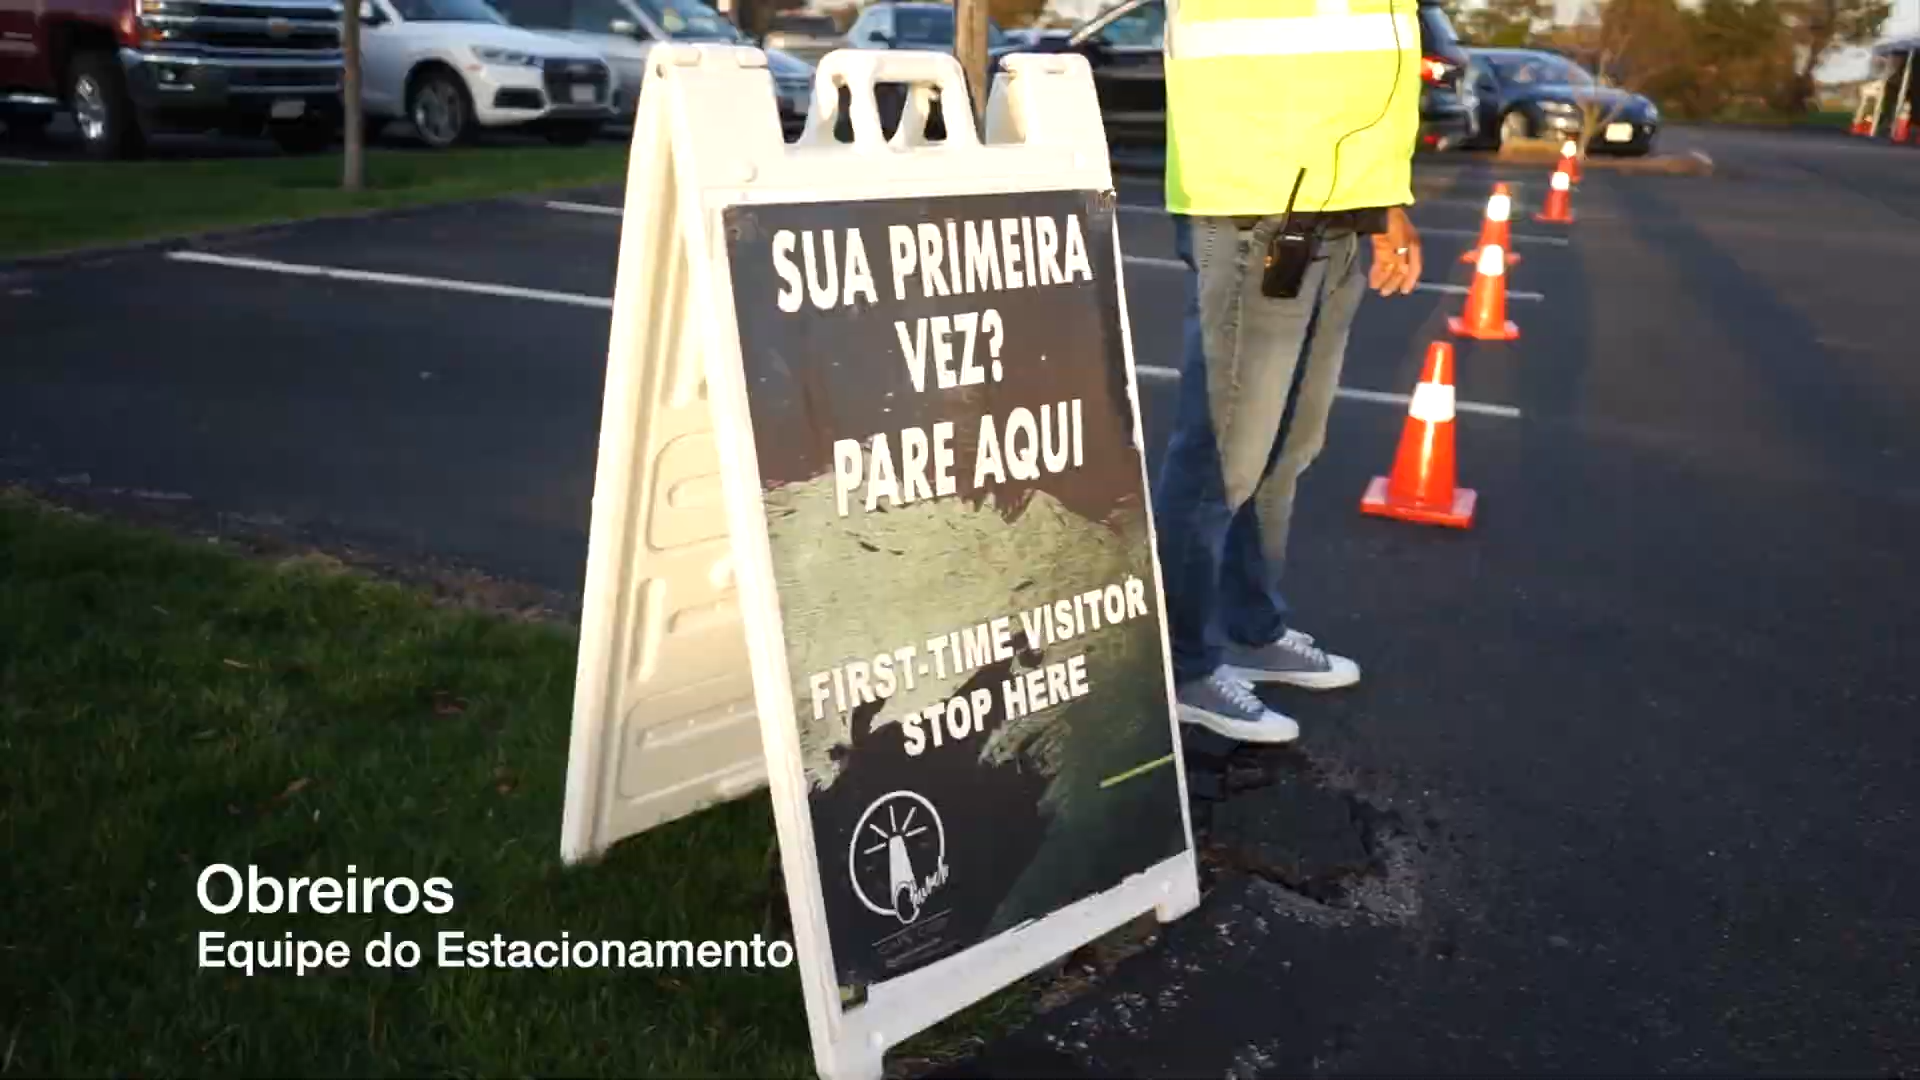 SUA PRIMEIRA
VEZ?
PARE AQUI
FIRST-TIME VISITOR
STOP HERE
Church
Obreiros
Equipe do Estacionamento